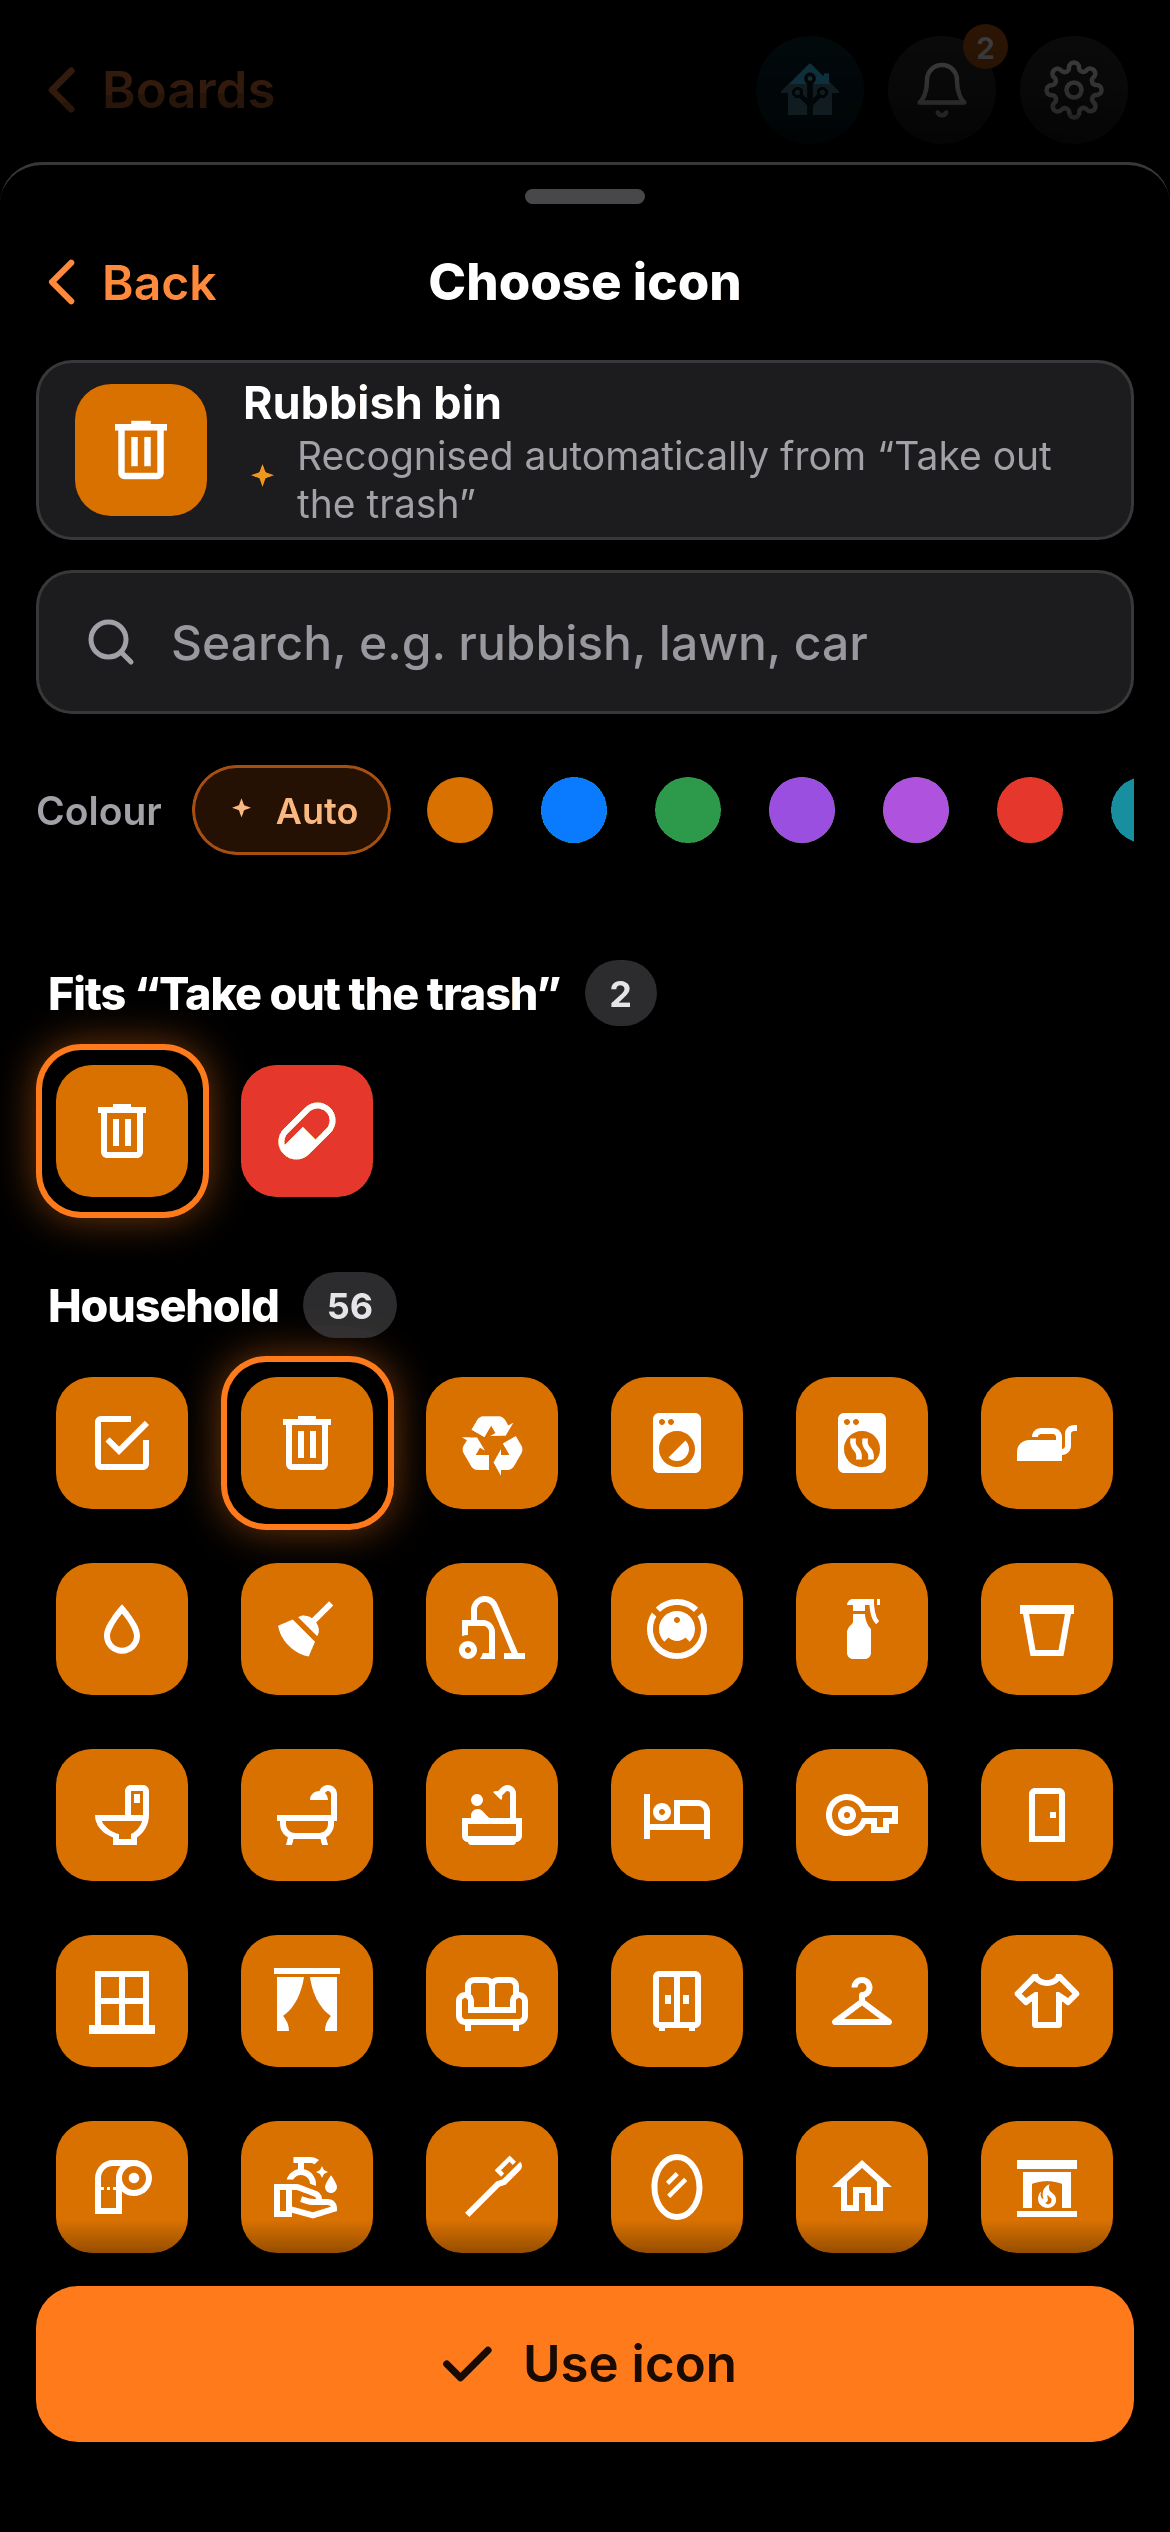 Boards
2
Back
Choose icon
Rubbish bin
Recognised automatically from “Take out
the trash”
Search, e.g. rubbish, lawn, car
Colour
Auto
Fits “Take out the trash”
2
Household
56
Use icon